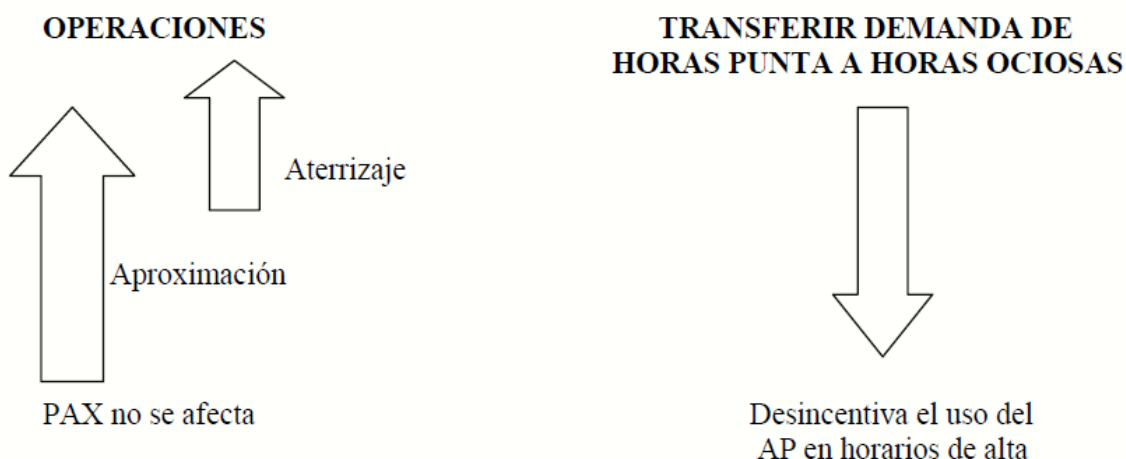 OPERACIONES
Aterrizaje
Aproximación
PAX no se afecta
TRANSFERIR DEMANDA DE
HORAS PUNTA A HORAS OCIOSAS
Desincentiva el uso del
AP en horarios de alta